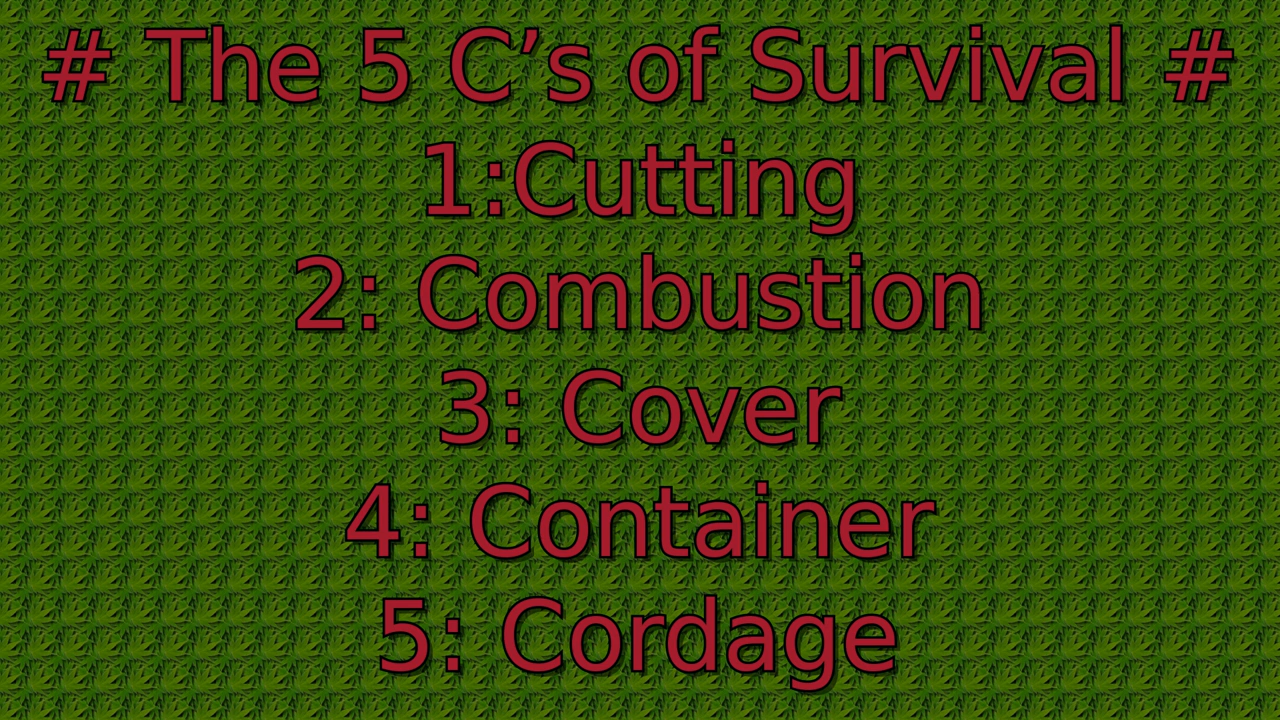 # The 5 C’s of Survival #
1:Cutting
2: Combustion
3: Cover
4: Container
5: Cordage